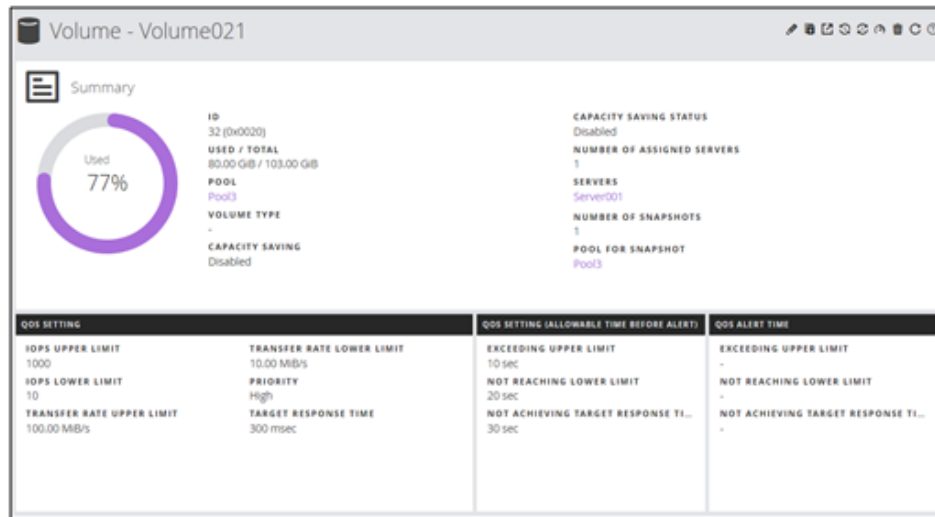 Volume - Volume021
Summary
Used
77%
ID
32 (0x0020)
USED / TOTAL
80.00 GiB / 103.00 GiB
POOL
Pool3
VOLUME TYPE
-
CAPACITY SAVING
Disabled
CAPACITY SAVING STATUS
Disabled
NUMBER OF ASSIGNED SERVERS
1
SERVERS
Server001
NUMBER OF SNAPSHOTS
1
POOL FOR SNAPSHOT
Pool3
QOS SETTING
IOPS UPPER LIMIT
1000
IOPS LOWER LIMIT
10
TRANSFER RATE UPPER LIMIT
100.00 MiB/s
TRANSFER RATE LOWER LIMIT
10.00 MiB/s
PRIORITY
High
TARGET RESPONSE TIME
300 msec
QOS SETTING (ALLOWABLE TIME BEFORE ALERT)
EXCEEDING UPPER LIMIT
10 sec
NOT REACHING LOWER LIMIT
20 sec
NOT ACHIEVING TARGET RESPONSE TI...
30 sec
QOS ALERT TIME
EXCEEDING UPPER LIMIT
-
NOT REACHING LOWER LIMIT
-
NOT ACHIEVING TARGET RESPONSE TI...
-